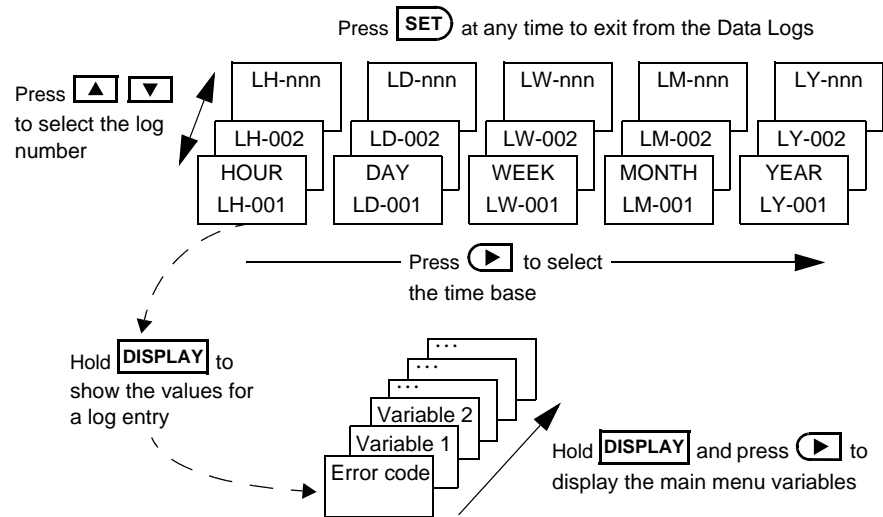 Press SET at any time to exit from the Data Logs
Press ▲ ▼
to select the log
number
LH-nnn LD-nnn LW-nnn LM-nnn LY-nnn
LH-002 LD-002 LW-002 LM-002 LY-002
HOUR DAY WEEK MONTH YEAR
LH-001 LD-001 LW-001 LM-001 LY-001
Press ▶ to select
the time base
Hold DISPLAY to
show the values for
a log entry
...
...
...
Variable 2
Variable 1
Error code
Hold DISPLAY and press ▶ to
display the main menu variables